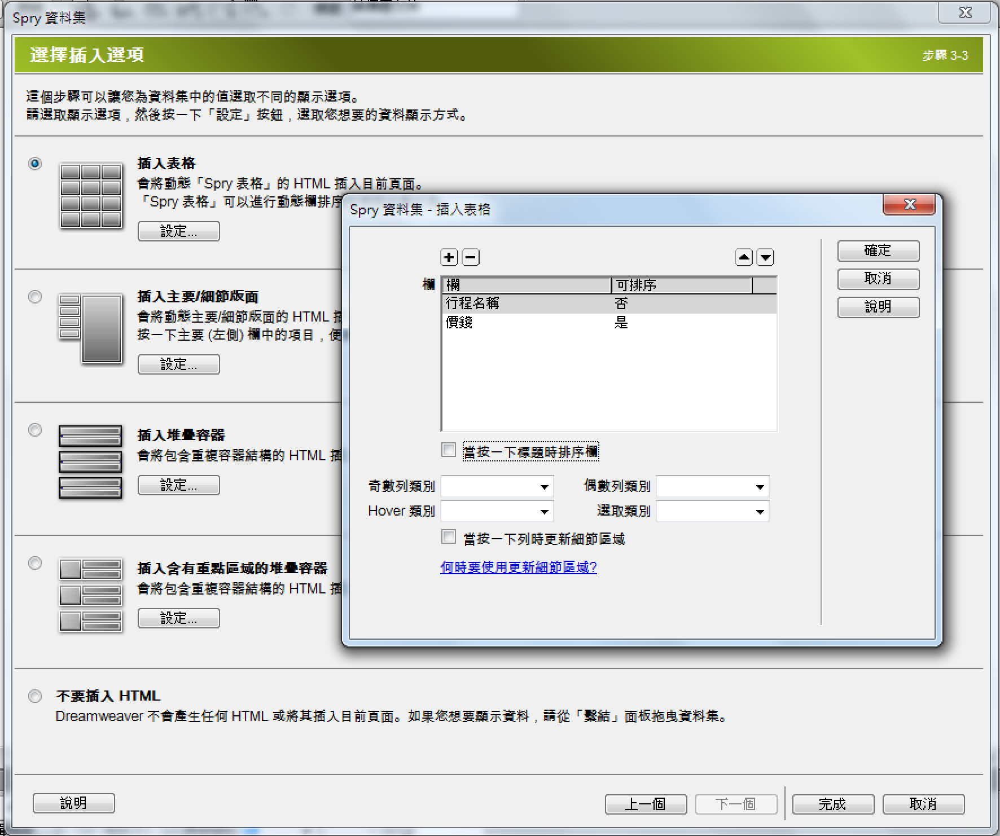 Spry 資料集
選擇插入選項
步驟 3-3
這個步驟可以讓您為資料集中的值選取不同的顯示選項。
請選取顯示選項，然後按一下「設定」按鈕，選取您想要的資料顯示方式。
插入表格
會將動態「Spry 表格」的 HTML 插入目前頁面。
「Spry 表格」可以進行動態欄排序
設定...
插入主要/細節版面
會將動態主要/細節版面的 HTML 插
按一下主要 (左側) 欄中的項目，便
設定...
插入堆疊容器
會將包含重複容器結構的 HTML 插
設定...
插入含有重點區域的堆疊容器
會將包含重複容器結構的 HTML 插
設定...
不要插入 HTML
Dreamweaver 不會產生任何 HTML 或將其插入目前頁面。如果您想要顯示資料，請從「繫結」面板拖曳資料集。
說明
上一個
下一個
完成
取消
Spry 資料集 - 插入表格
欄
欄 可排序
行程名稱 否
價錢 是
當按一下標題時排序欄
奇數列類別
偶數列類別
Hover 類別
選取類別
當按一下列時更新細節區域
何時要使用更新細節區域?
確定
取消
說明